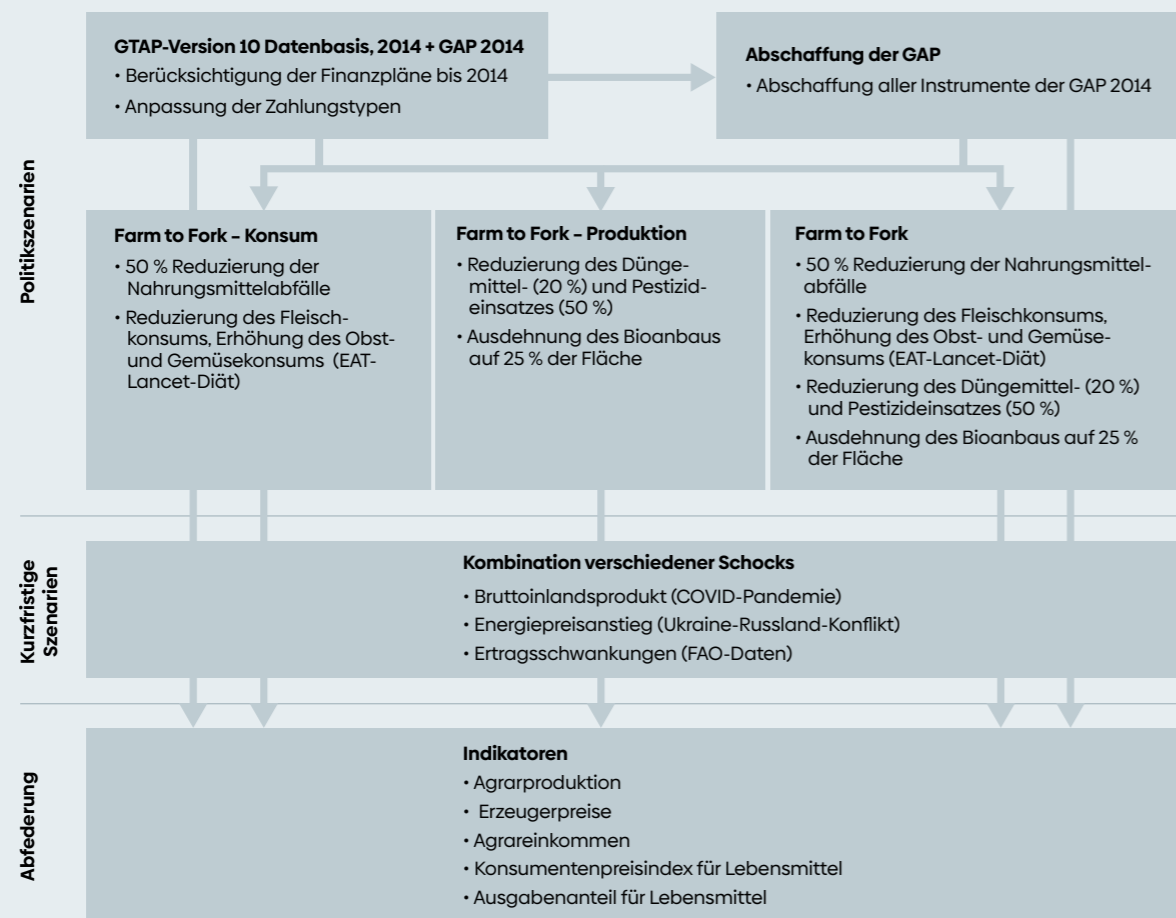 Politikszenarien
GTAP-Version 10 Datenbasis, 2014 + GAP 2014
• Berücksichtigung der Finanzpläne bis 2014
• Anpassung der Zahlungstypen
Abschaffung der GAP
• Abschaffung aller Instrumente der GAP 2014
Farm to Fork – Konsum
• 50 % Reduzierung der
Nahrungsmittelabfälle
• Reduzierung des Fleisch-
konsums, Erhöhung des Obst-
und Gemüsekonsums (EAT-
Lancet-Diät)
Farm to Fork – Produktion
• Reduzierung des Dünge-
mittel- (20 %) und Pestizid-
einsatzes (50 %)
• Ausdehnung des Bioanbaus
auf 25 % der Fläche
Farm to Fork
• 50 % Reduzierung der Nahrungsmittel-
abfälle
• Reduzierung des Fleischkonsums,
Erhöhung des Obst- und Gemüse-
konsums (EAT-Lancet-Diät)
• Reduzierung des Düngemittel- (20 %)
und Pestizideinsatzes (50 %)
• Ausdehnung des Bioanbaus auf 25 %
der Fläche
Kurzfristige
Szenarien
Kombination verschiedener Schocks
• Bruttoinlandsprodukt (COVID-Pandemie)
• Energiepreisanstieg (Ukraine-Russland-Konflikt)
• Ertragsschwankungen (FAO-Daten)
Abfederung
Indikatoren
• Agrarproduktion
• Erzeugerpreise
• Agrareinkommen
• Konsumentenpreisindex für Lebensmittel
• Ausgabenanteil für Lebensmittel